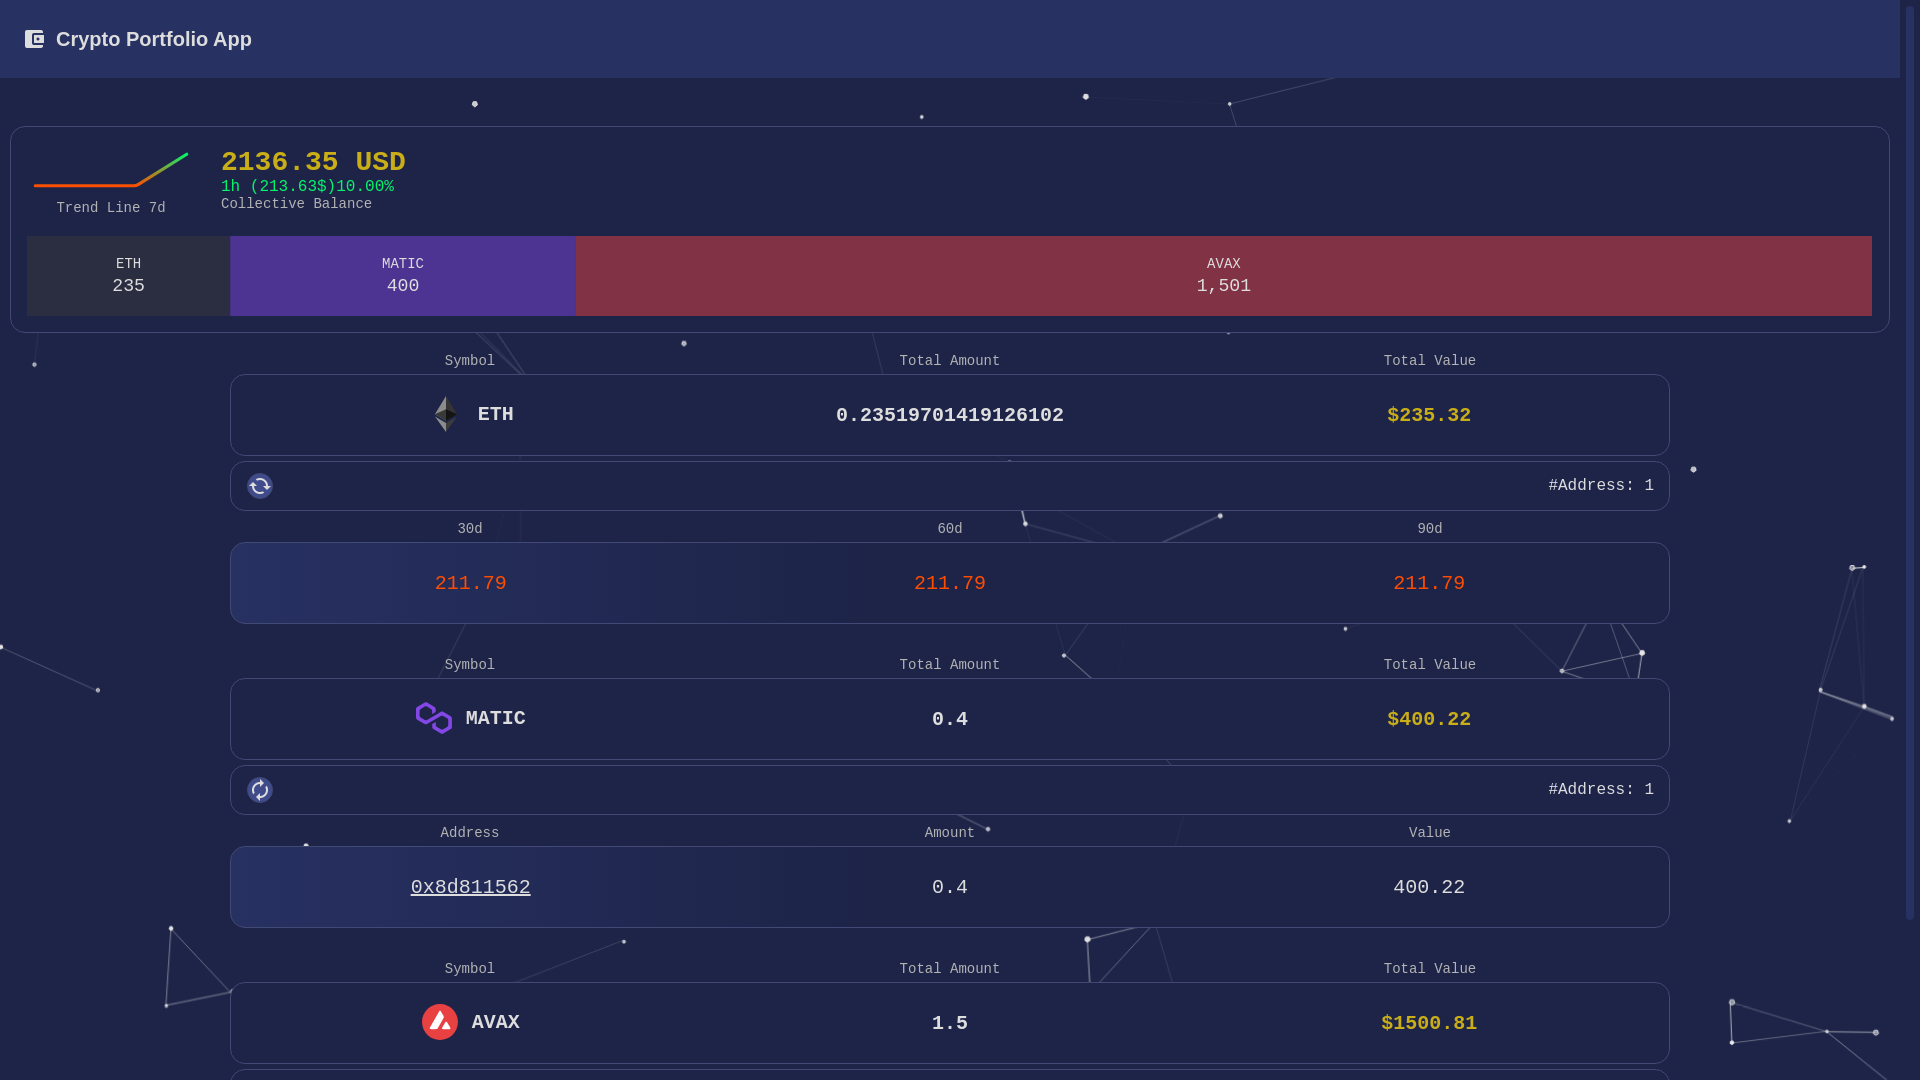 Crypto Portfolio App
2136.35 USD
1h (213.63$)10.00%
Collective Balance
Trend Line 7d
ETH MATIC AVAX
235 400 1,501
Symbol Total Amount Total Value
ETH 0.23519701419126102 $235.32
#Address: 1
30d 60d 90d
211.79 211.79 211.79
Symbol Total Amount Total Value
MATIC 0.4 $400.22
#Address: 1
Address Amount Value
0x8d811562 0.4 400.22
Symbol Total Amount Total Value
AVAX 1.5 $1500.81